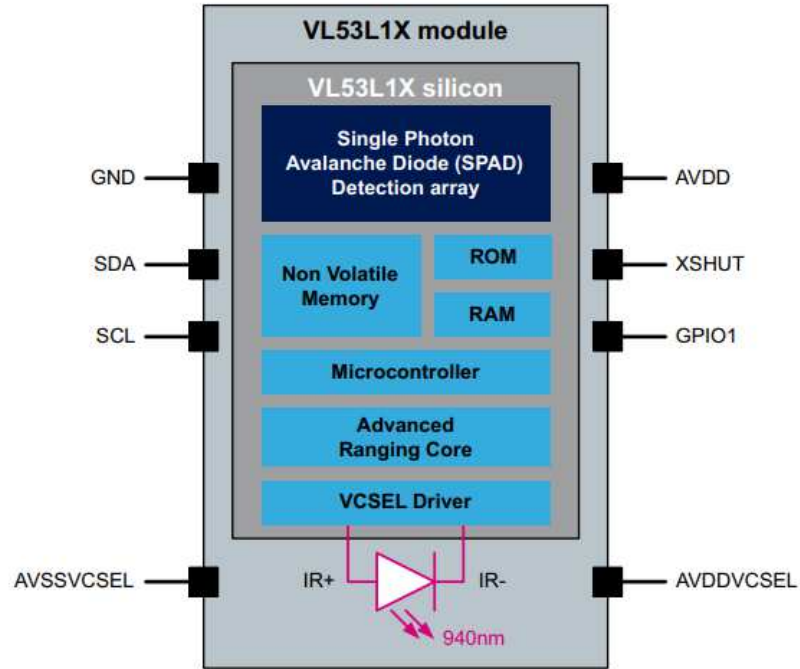 VL53L1X module
VL53L1X silicon
Single Photon
Avalanche Diode (SPAD)
Detection array
GND
AVDD
SDA
XSHUT
Non Volatile
Memory
ROM
RAM
SCL
GPIO1
Microcontroller
Advanced
Ranging Core
VCSEL Driver
AVSSVCSEL
IR+
IR-
AVDDVCSEL
940nm